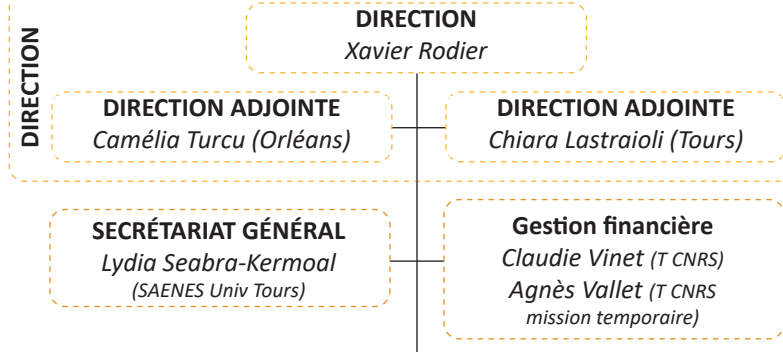 DIRECTION
DIRECTION
Xavier Rodier
DIRECTION ADJOINTE
Camélia Turcu (Orléans)
DIRECTION ADJOINTE
Chiara Lastraioli (Tours)
SECRÉTARIAT GÉNÉRAL
Lydia Seabra-Kermoal
(SAENES Univ Tours)
Gestion financière
Claudie Vinet (T CNRS)
Agnès Vallet (T CNRS
mission temporaire)